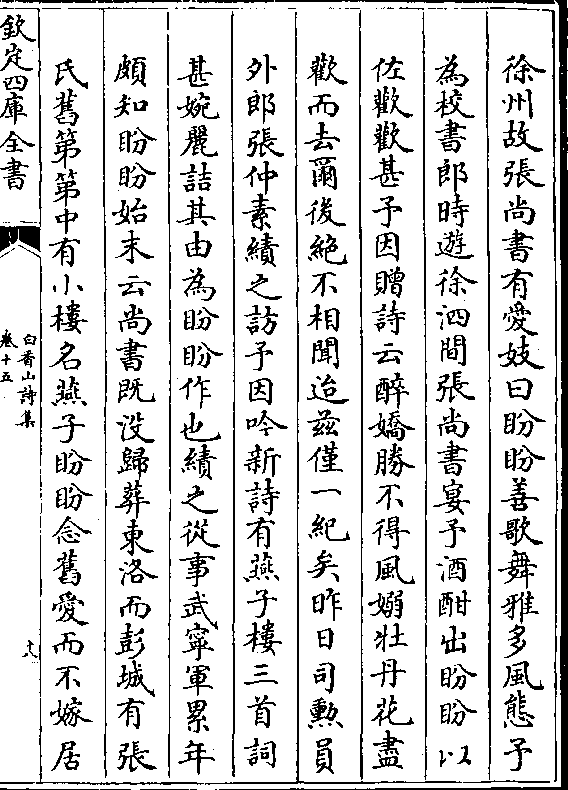 徐州故張尚書有愛妓曰盼盼善歌舞雅多風態予
為校書郎時遊徐泗間張尚書宴予酒酣出盼盼以
佐歡歡甚予因贈詩云醉嬌勝不得風嫋牡丹花盡
歡而去爾後絶不相聞迨兹僅一紀矣昨日司勲員
外郎張仲素繢之訪予因吟新詩有燕子樓三首詞
甚婉麗詰其由為盼盼作也繢之從事武寧軍累年
頗知盼盼始末云尚書既没歸葬東洛而彭城有張
氏舊第第中有小樓名燕子盼盼念舊愛而不嫁居
欽定四庫全書
白香山詩集
卷十五